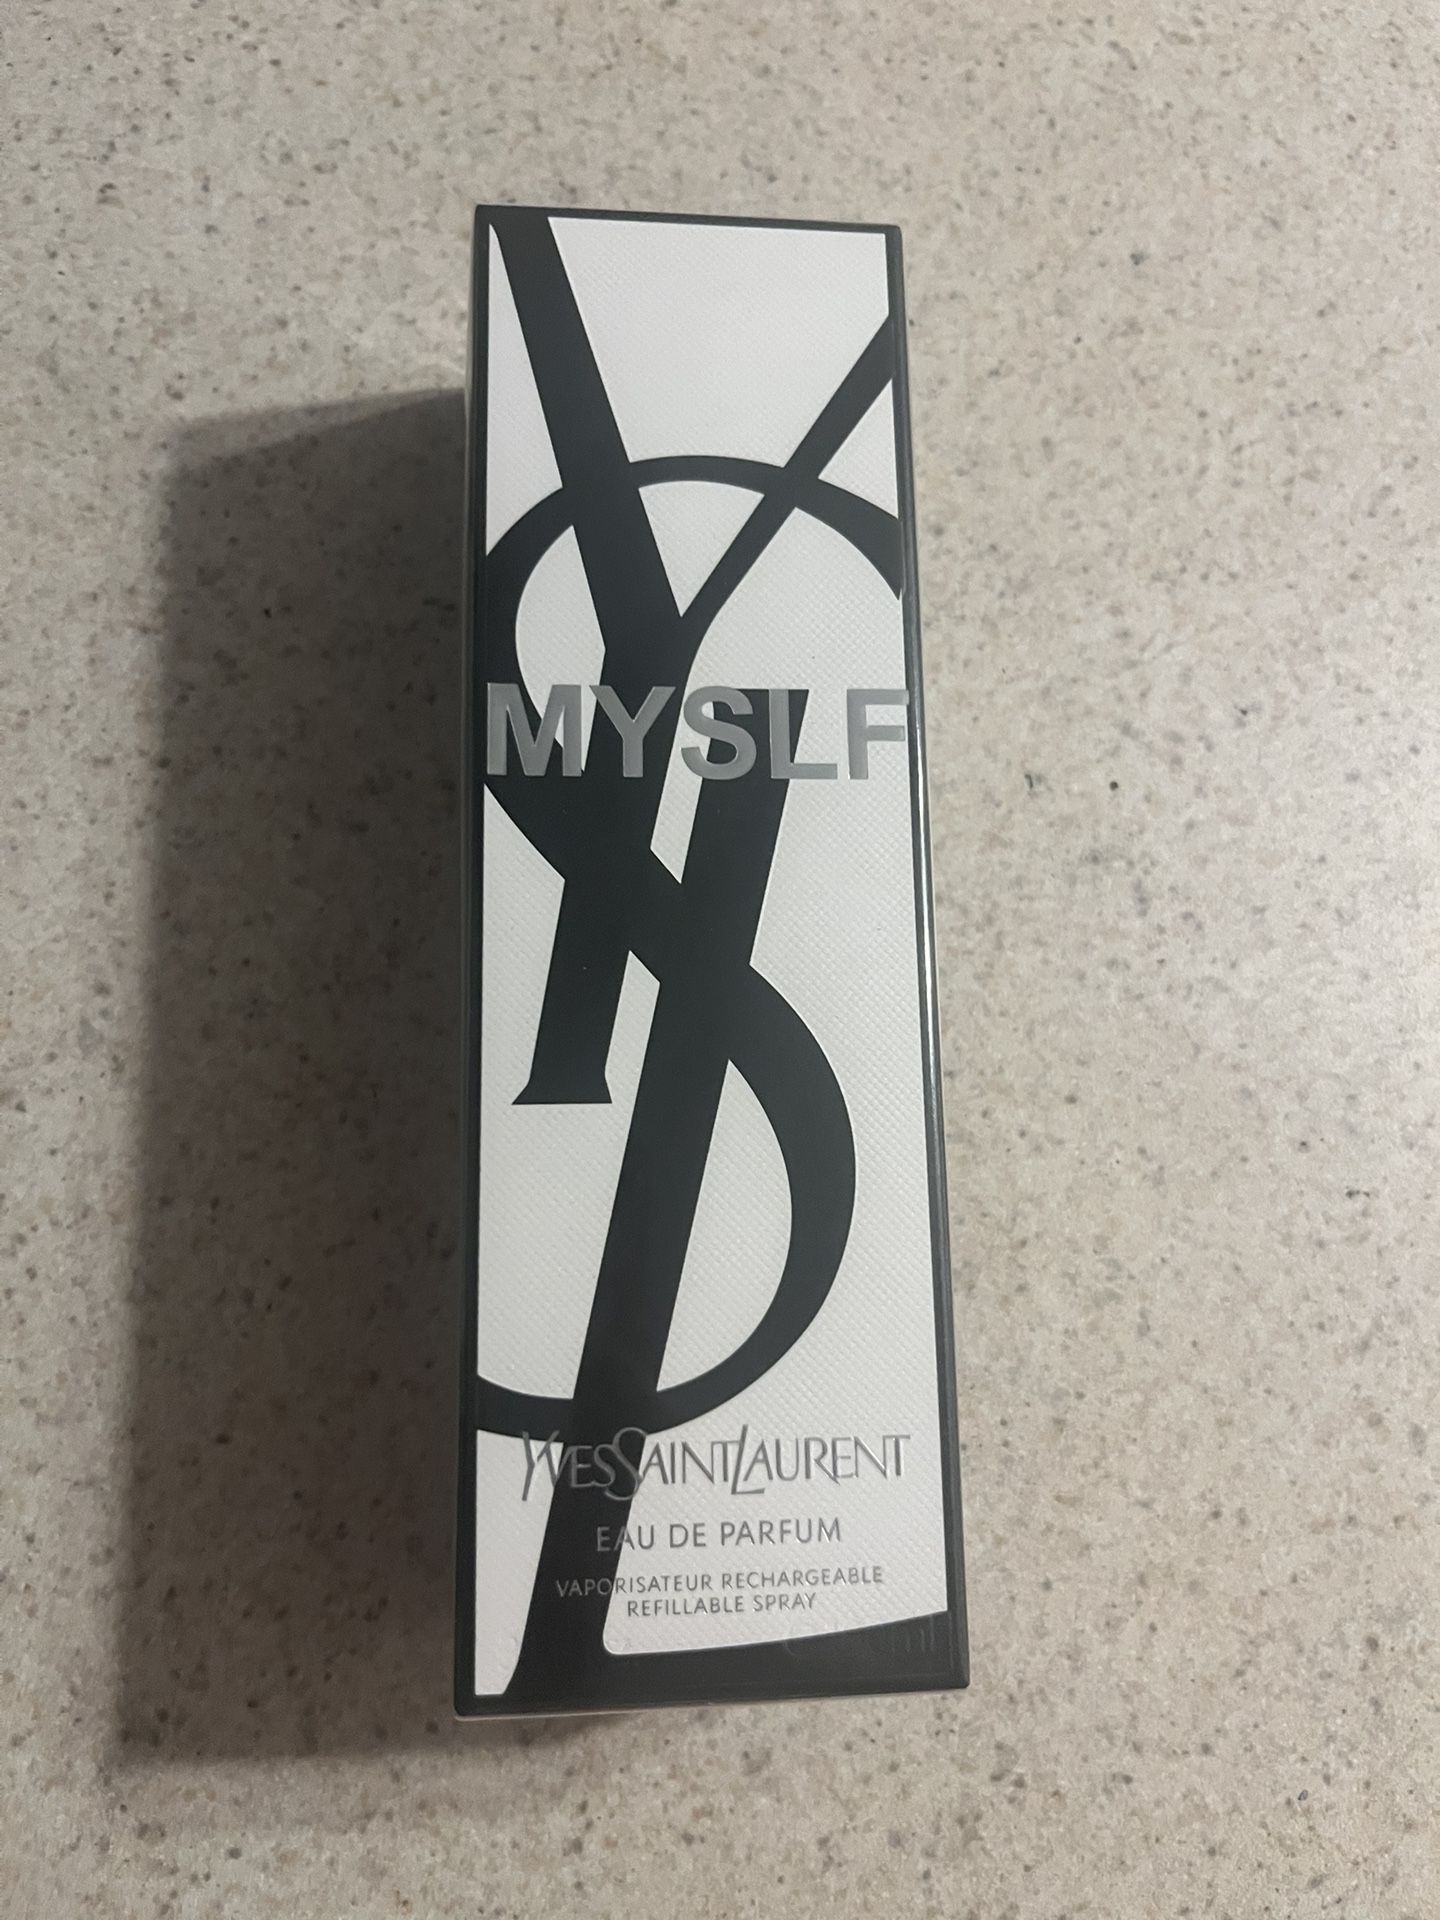 MYSLF
YVESSAINTLAURENT
EAU DE PARFUM
VAPORISATEUR RECHARGEABLE
REFILLABLE SPRAY